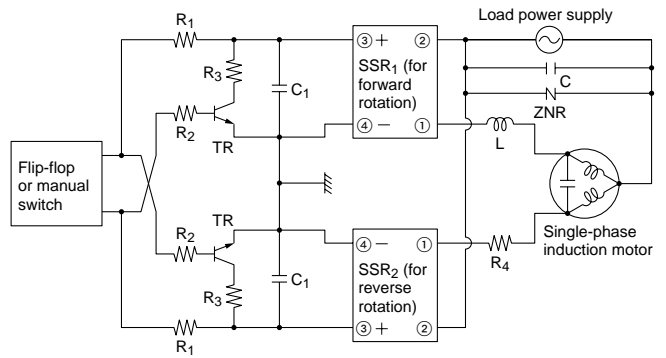 R1
Load power supply
③ +
②
R3
SSR1 (for
forward
rotation)
C1
C
ZNR
R2
④ −
①
TR
L
Flip-flop
or manual
switch
TR
R2
④ −
①
Single-phase
induction motor
R4
SSR2 (for
reverse
rotation)
C1
R3
③ +
②
R1